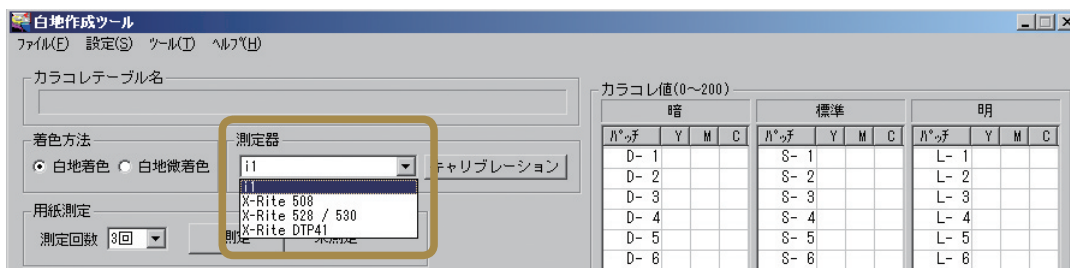 白地作成ツール
ファイル(F) 設定(S) ツール(T) ヘルプ(H)
カラコレテーブル名
着色方法
白地着色 白地微着色
測定器
i1
キャリブレーション
i1
X-Rite 508
X-Rite 528 / 530
X-Rite DTP41
用紙測定
測定回数 3回
カラコレ値(0～200)
暗 標準 明
パッチ Y M C パッチ Y M C パッチ Y M C
D- 1 S- 1 L- 1
D- 2 S- 2 L- 2
D- 3 S- 3 L- 3
D- 4 S- 4 L- 4
D- 5 S- 5 L- 5
D- 6 S- 6 L- 6